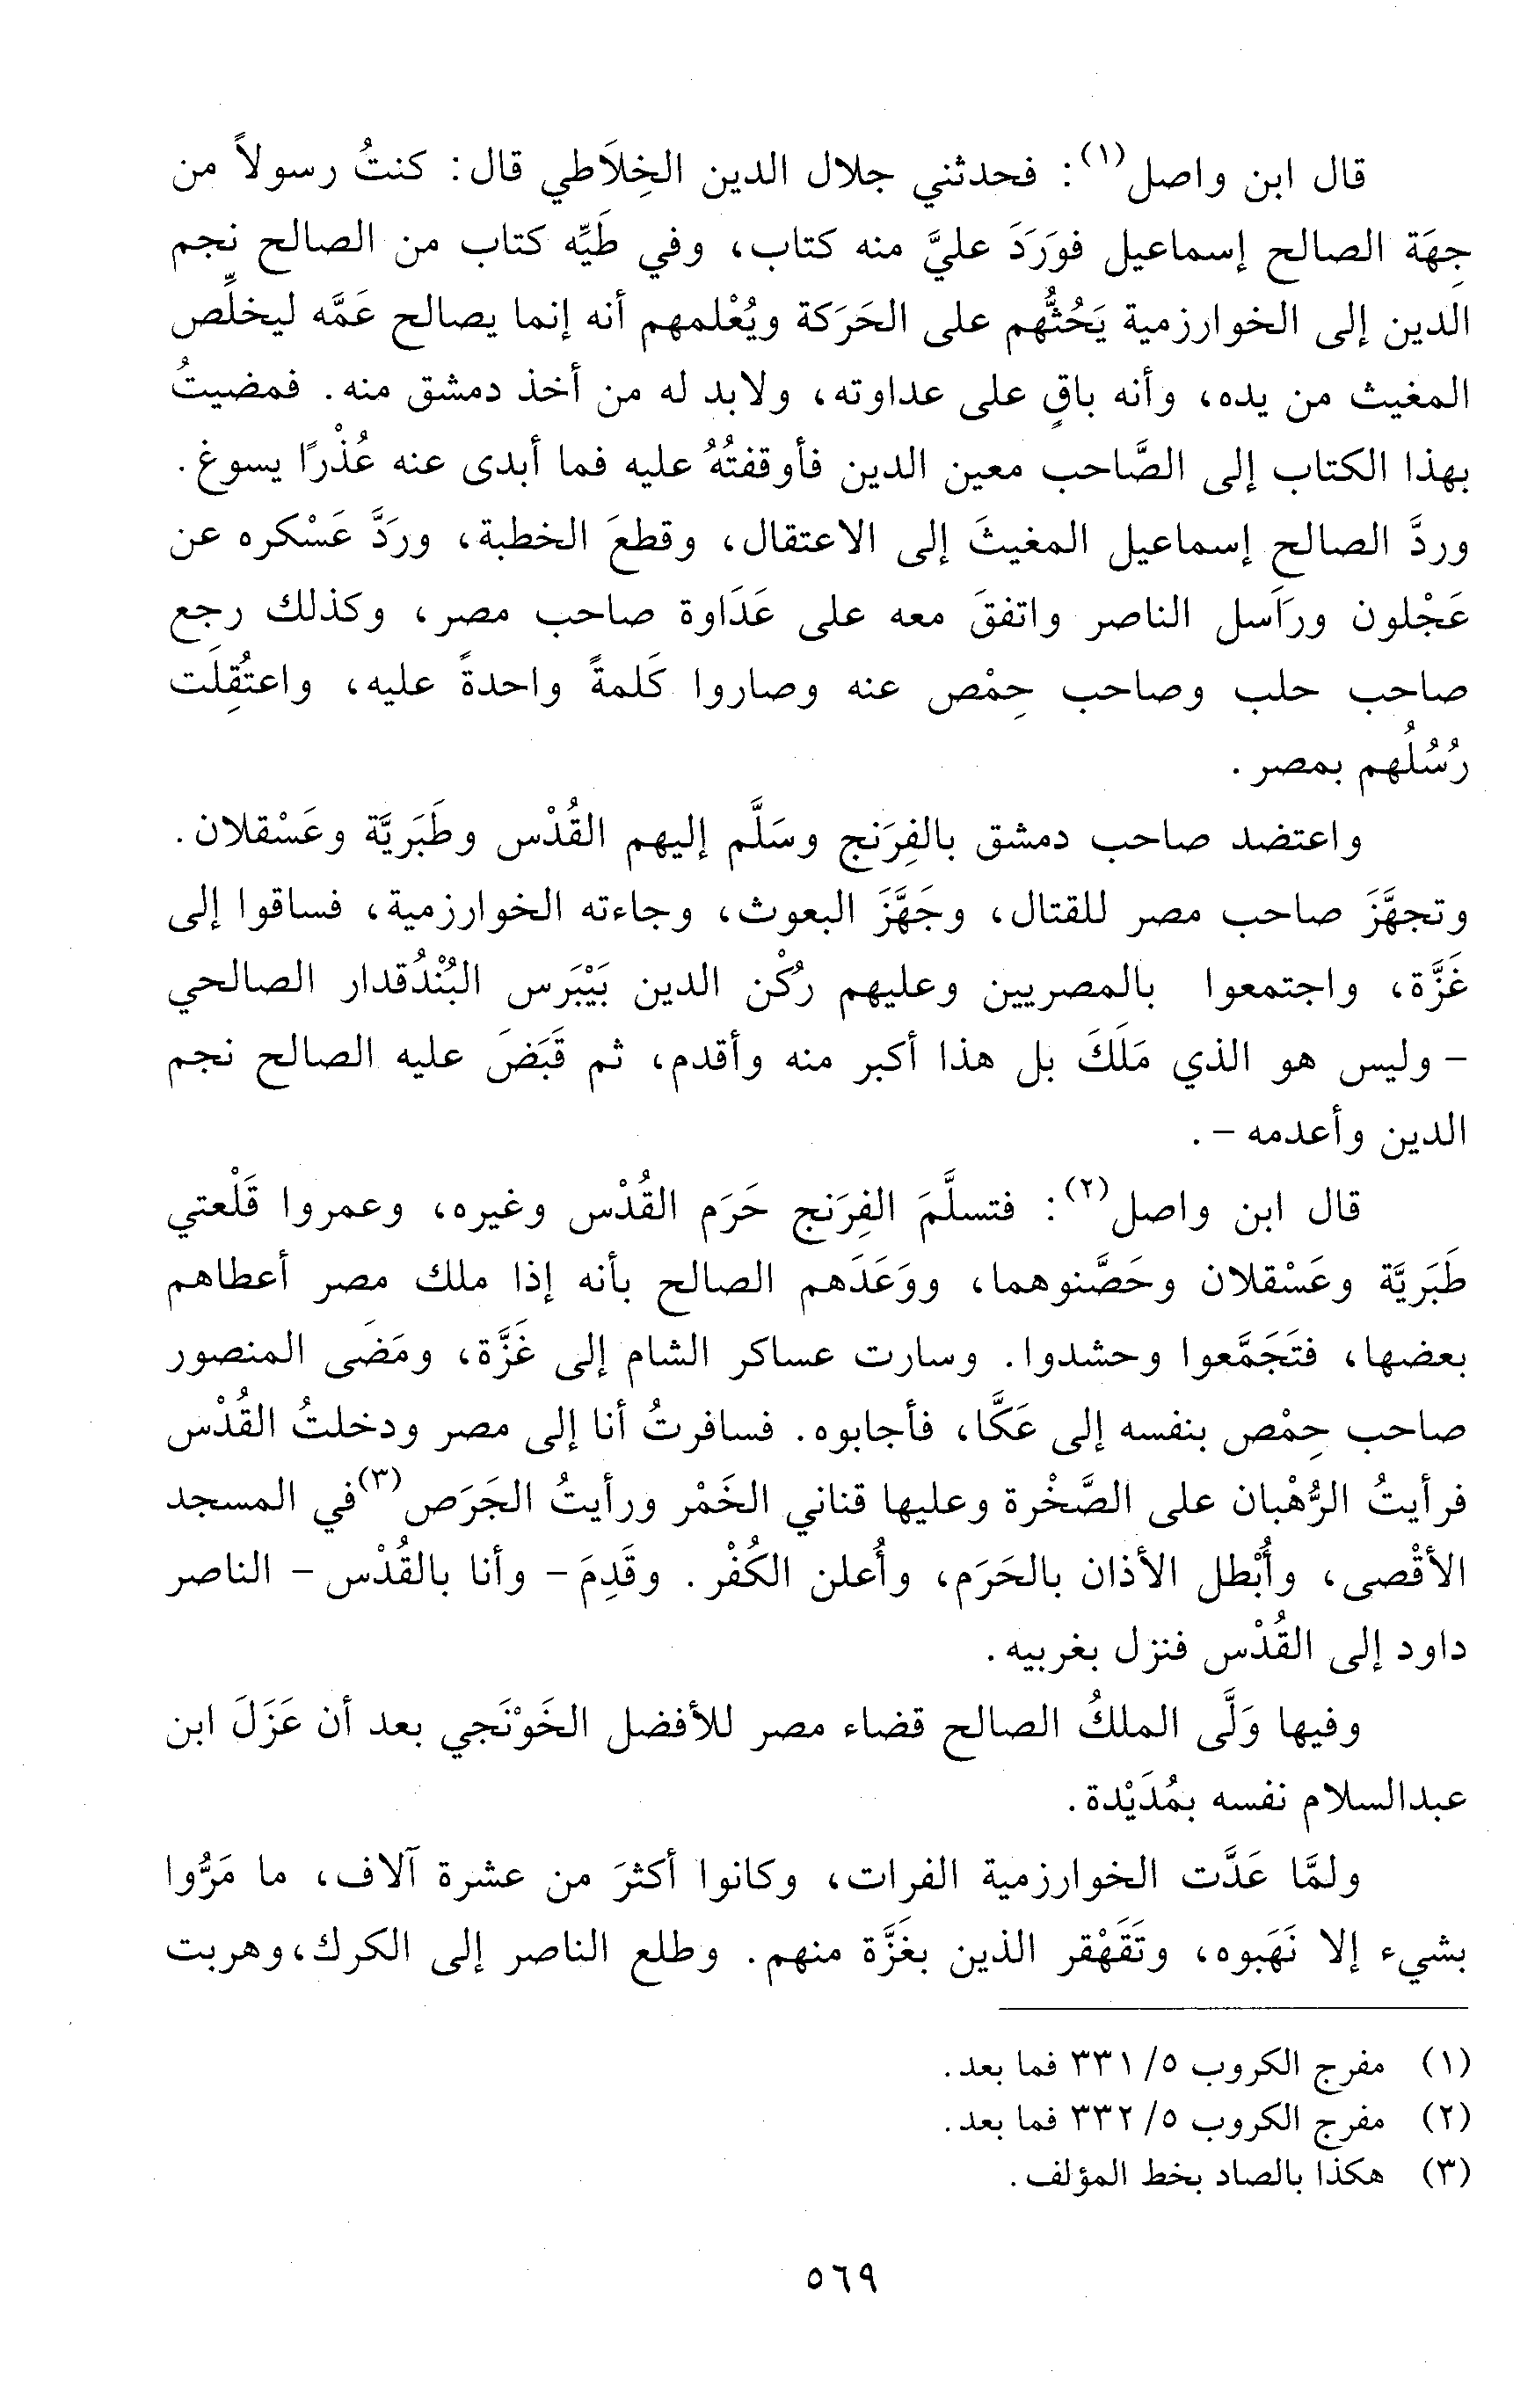 قال ابن واصل(١): فحدثني جلال الدين الخِلاَطي قال: كنتُ رسولاً من
جِهَة الصالح إسماعيل فوَرَدَ عليَّ منه كتاب، وفي طَيِّه كتاب من الصالح نجم
الدين إلى الخوارزمية يَحُثُّهم على الحَرَكة ويُعْلمهم أنه إنما يصالح عَمَّه ليخلِّص
المغيث من يده، وأنه باقٍ على عداوته، ولابد له من أخذ دمشق منه. فمضيتُ
بهذا الكتاب إلى الصَّاحب معين الدين فأوقفتُهُ عليه فما أبدى عنه عُذْرًا يسوغ.
وردَّ الصالح إسماعيل المغيثَ إلى الاعتقال، وقطعَ الخطبة، ورَدَّ عَسْكره عن
عَجْلون ورَاَسل الناصر واتفقَ معه على عَدَاوة صاحب مصر، وكذلك رجع
صاحب حلب وصاحب حِمْص عنه وصاروا كَلمةً واحدةً عليه، واعتُقِلَت
رُسُلُهم بمصر.
واعتضد صاحب دمشق بالفِرَنج وسَلَّم إليهم القُدْس وطَبَريَّة وعَسْقلان.
وتجهَّزَ صاحب مصر للقتال، وجَهَّزَ البعوث، وجاءته الخوارزمية، فساقوا إلى
غَزَّة، واجتمعوا بالمصريين وعليهم رُكْن الدين بَيْبَرس البُنْدُقدار الصالحي
- وليس هو الذي مَلَكَ بل هذا أكبر منه وأقدم، ثم قَبَضَ عليه الصالح نجم
الدين وأعدمه -.
قال ابن واصل(٢): فتسلَّمَ الفِرَنج حَرَم القُدْس وغيره، وعمروا قَلْعتي
طَبَريَّة وعَسْقلان وحَصَّنوهما، ووَعَدَهم الصالح بأنه إذا ملك مصر أعطاهم
بعضها، فتَجَمَّعوا وحشدوا. وسارت عساكر الشام إلى غَزَّة، ومَضَى المنصور
صاحب حِمْص بنفسه إلى عَكَّا، فأجابوه. فسافرتُ أنا إلى مصر ودخلتُ القُدْس
فرأيتُ الرُّهْبان على الصَّخْرة وعليها قناني الخَمْر ورأيتُ الجَرَص(٣) في المسجد
الأقْصى، وأُبْطل الأذان بالحَرَم، وأُعلن الكُفْر. وقَدِمَ - وأنا بالقُدْس - الناصر
داود إلى القُدْس فنزل بغربيه.
وفيها وَلَّى الملكُ الصالح قضاء مصر للأفضل الخَوْنَجي بعد أن عَزَلَ ابن
عبدالسلام نفسه بمُدَيْدة.
ولمَّا عَدَّت الخوارزمية الفرات، وكانوا أكثرَ من عشرة آلاف، ما مَرُّوا
بشيء إلا نَهَبوه، وتَقَهْقر الذين بغَزَّة منهم. وطلع الناصر إلى الكرك، وهربت
(١) مفرج الكروب ٥/ ٣٣١ فما بعد.
(٢) مفرج الكروب ٥/ ٣٣٢ فما بعد.
(٣) هكذا بالصاد بخط المؤلف.
٥٦٩